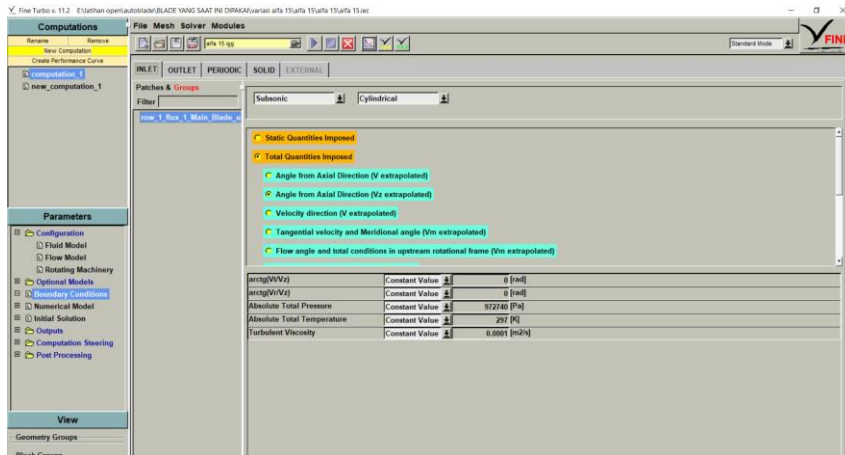 Fine Turbo v. 11.2 E:\latihan open\autoblade\BLADE YANG SAAT INI DIPAKAI\variasi alfa 15\alfa 15\alfa 15\alfa 15.iec
Computations
File Mesh Solver Modules
Rename Remove
New Computation
Create Performance Curve
computation_1
new_computation_1
alfa 15.igg
Standard Mode
FINE
INLET OUTLET PERIODIC SOLID EXTERNAL
Patches & Groups
Filter
row_1_flux_1_Main_Blade_u
Subsonic
Cylindrical
Static Quantities Imposed
Total Quantities Imposed
Angle from Axial Direction (V extrapolated)
Angle from Axial Direction (Vz extrapolated)
Velocity direction (V extrapolated)
Tangential velocity and Meridional angle (Vm extrapolated)
Flow angle and total conditions in upstream rotational frame (Vm extrapolated)
Parameters
Configuration
Fluid Model
Flow Model
Rotating Machinery
Optional Models
Boundary Conditions
Numerical Model
Initial Solution
Outputs
Computation Steering
Post Processing
arctg(Vt/Vz) Constant Value 0 [rad]
arctg(Vr/Vz) Constant Value 0 [rad]
Absolute Total Pressure Constant Value 972740 [Pa]
Absolute Total Temperature Constant Value 297 [K]
Turbulent Viscosity Constant Value 0.0001 [m2/s]
View
Geometry Groups